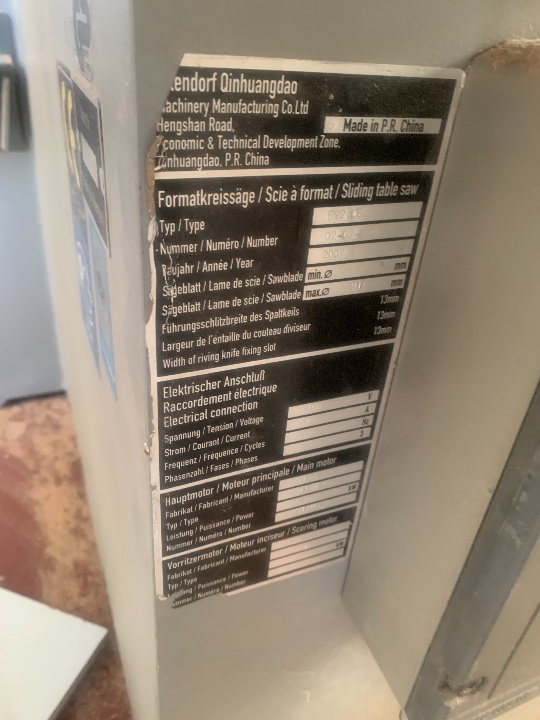 Qinhuangdao
Machinery Manufacturing Co.Ltd
Hengshan Road,
Made in P.R. China
Economic & Technical Development Zone,
P.R. China
Formatkreissäge / Scie à format / Sliding table saw
Typ / Type
Nummer / Numéro / Number
Baujahr / Année / Year
Sägeblatt / Lame de scie / Sawblade min. Ø mm
Sägeblatt / Lame de scie / Sawblade max. Ø mm
Führungsschlitzbreite des Spaltkeils 13mm
Largeur de l'entaille du couteau diviseur 13mm
Width of riving knife fixing slot 13mm
Elektrischer Anschluß
Raccordement électrique
Electrical connection
Spannung / Tension / Voltage V
Strom / Courant / Current A
Frequenz / Fréquence / Cycles Hz
Phasenzahl / Fases / Phases
Hauptmotor / Moteur principale / Main motor
Fabrikat / Fabricant / Manufacturer
Typ / Type
Leistung / Puissance / Power kW
Nummer / Numéro / Number
Vorritzermotor / Moteur inciseur / Scoring motor
Fabrikat / Fabricant / Manufacturer
Typ / Type
Leistung / Puissance / Power kW
Nummer / Numéro / Number